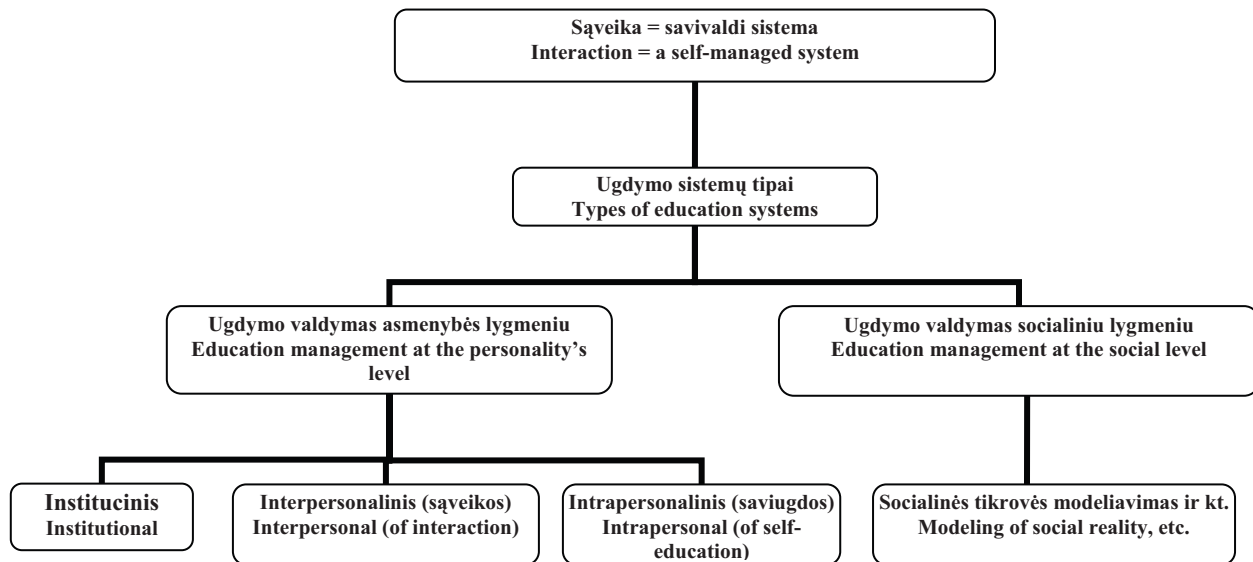 Sąveika = savivaldi sistema
Interaction = a self-managed system
Ugdymo sistemų tipai
Types of education systems
Ugdymo valdymas asmenybės lygmeniu
Education management at the personality’s
level
Ugdymo valdymas socialiniu lygmeniu
Education management at the social level
Institucinis
Institutional
Interpersonalinis (sąveikos)
Interpersonal (of interaction)
Intrapersonalinis (saviugdos)
Intrapersonal (of self-
education)
Socialinės tikrovės modeliavimas ir kt.
Modeling of social reality, etc.